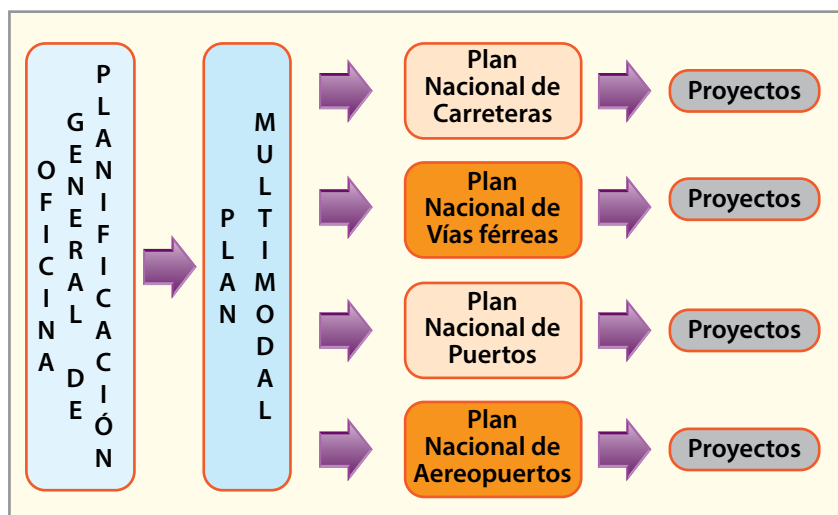 OFICINA
GENERAL DE
PLANIFICACIÓN
PLAN
MULTIMODAL
Plan
Nacional de
Carreteras
Proyectos
Plan
Nacional de
Vías férreas
Proyectos
Plan
Nacional de
Puertos
Proyectos
Plan
Nacional de
Aereopuertos
Proyectos